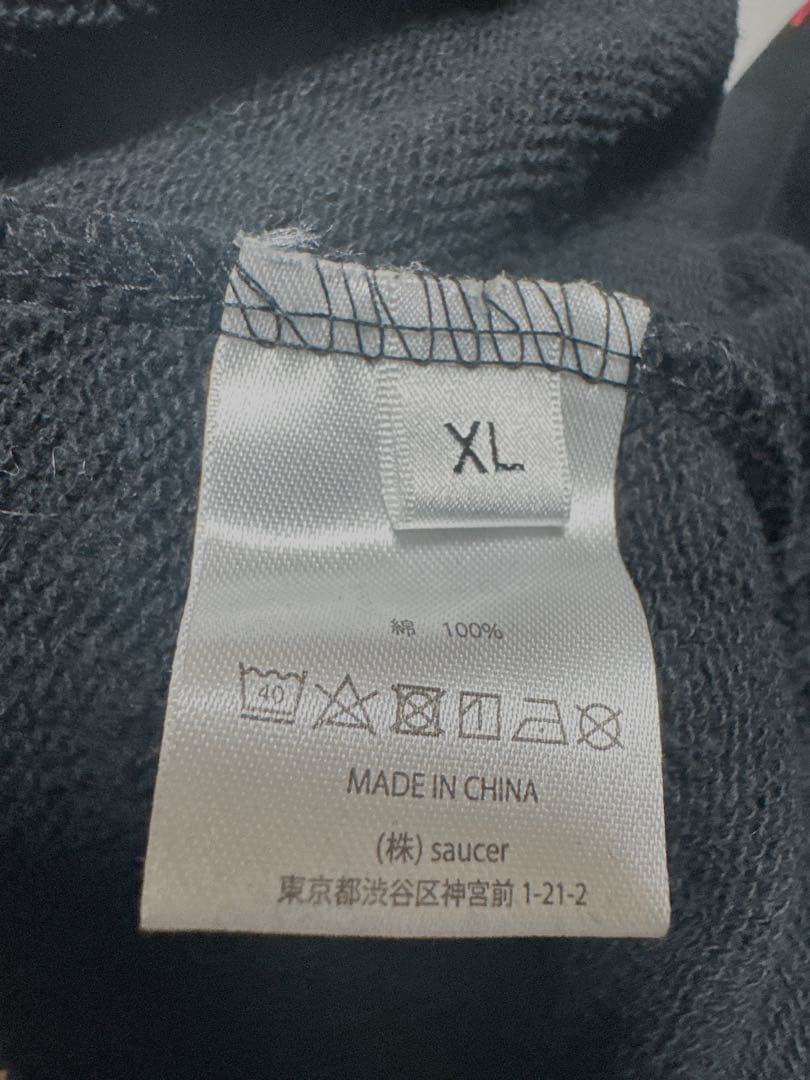 XL
綿 100%
40
MADE IN CHINA
(株) saucer
東京都渋谷区神宮前 1-21-2